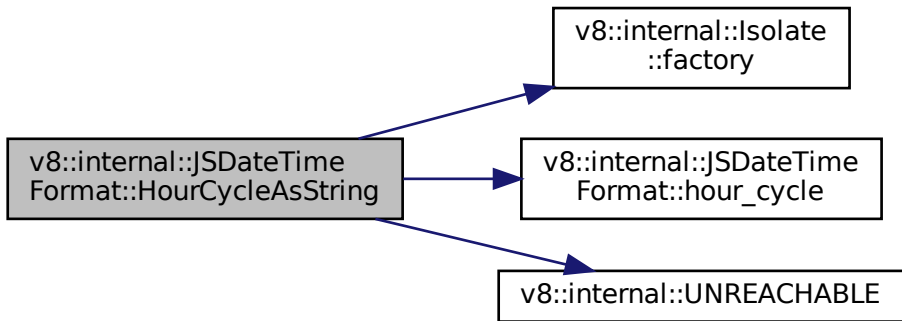 v8::internal::Isolate
::factory
v8::internal::JSDateTime
Format::HourCycleAsString
v8::internal::JSDateTime
Format::hour_cycle
v8::internal::UNREACHABLE